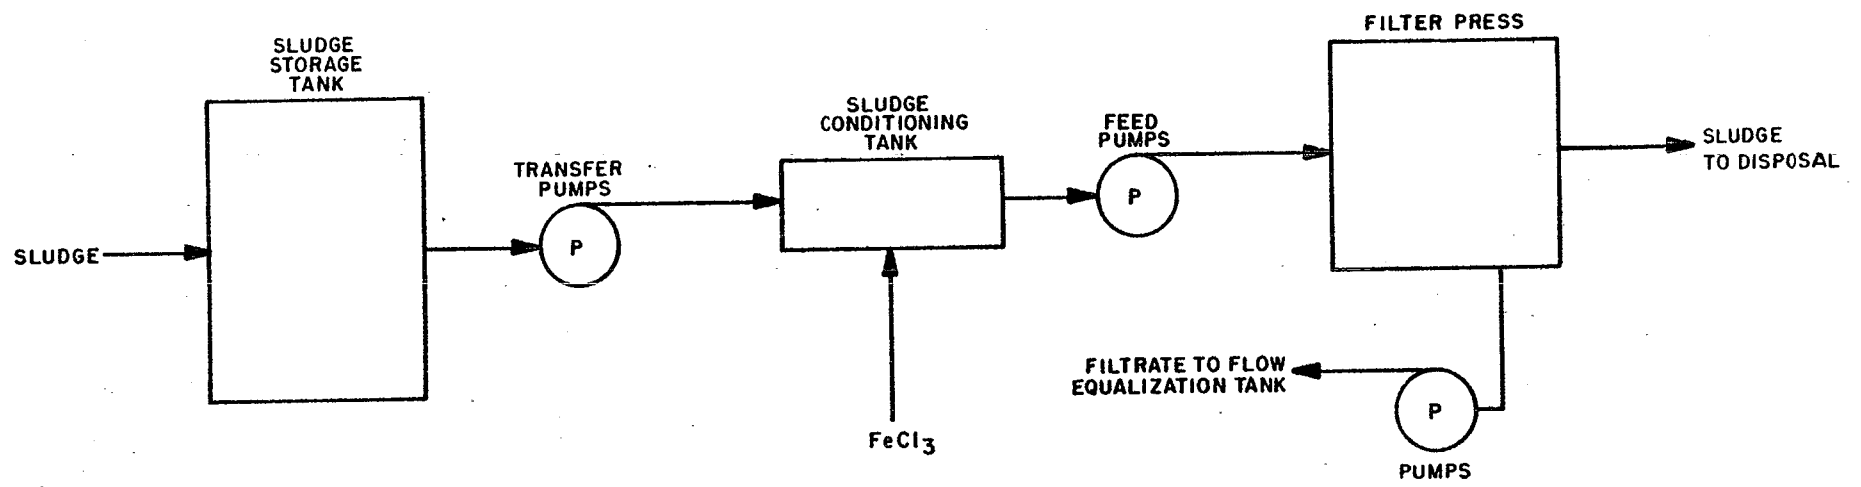 SLUDGE
SLUDGE
STORAGE
TANK
TRANSFER
PUMPS
P
SLUDGE
CONDITIONING
TANK
FeCl3
FEED
PUMPS
P
FILTER PRESS
SLUDGE
TO DISPOSAL
FILTRATE TO FLOW
EQUALIZATION TANK
P
PUMPS